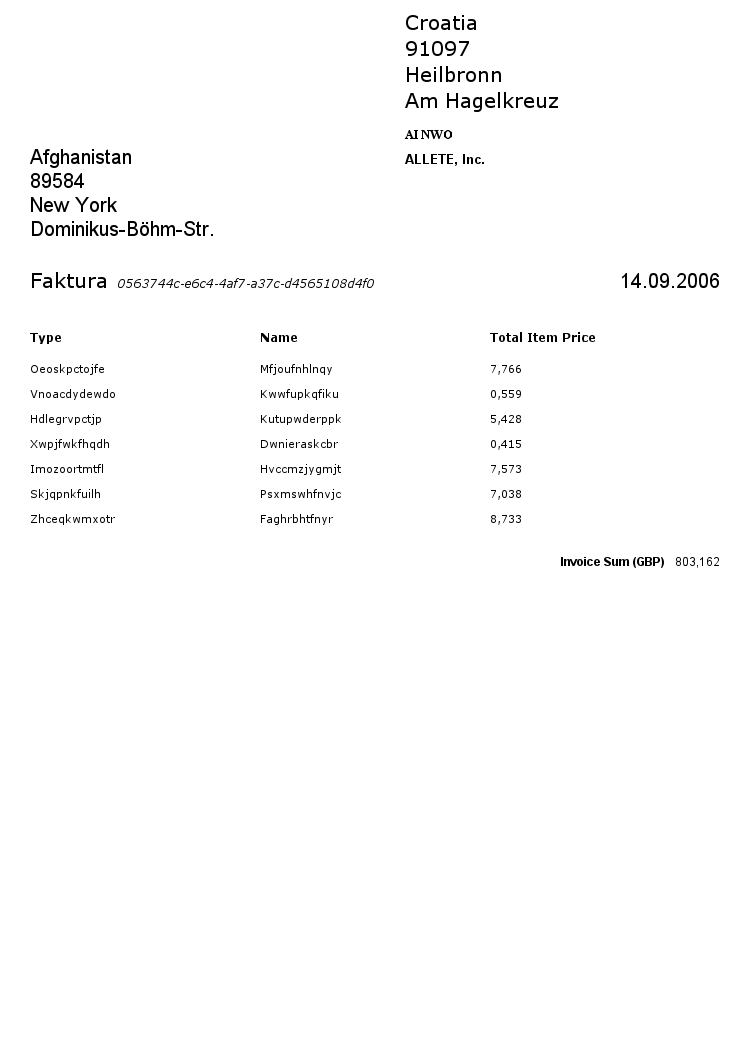 Croatia
91097
Heilbronn
Am Hagelkreuz
AI NWO
ALLETE, Inc.
Afghanistan
89584
New York
Dominikus-Böhm-Str.
Faktura 0563744c-e6c4-4af7-a37c-d4565108d4f0 14.09.2006
Type Name Total Item Price
Oeoskpctojfe Mfjoufnhlnqy 7,766
Vnoacdydewdo Kwwfupkqfiku 0,559
Hdlegrvpctjp Kutupwderppk 5,428
Xwpjfwkfhqdh Dwnieraskcbr 0,415
Imozoortmtfl Hvccmzjygmjt 7,573
Skjqpnkfuilh Psxmswhfnvjc 7,038
Zhceqkwmxotr Faghrbhtfnyr 8,733
Invoice Sum (GBP) 803,162